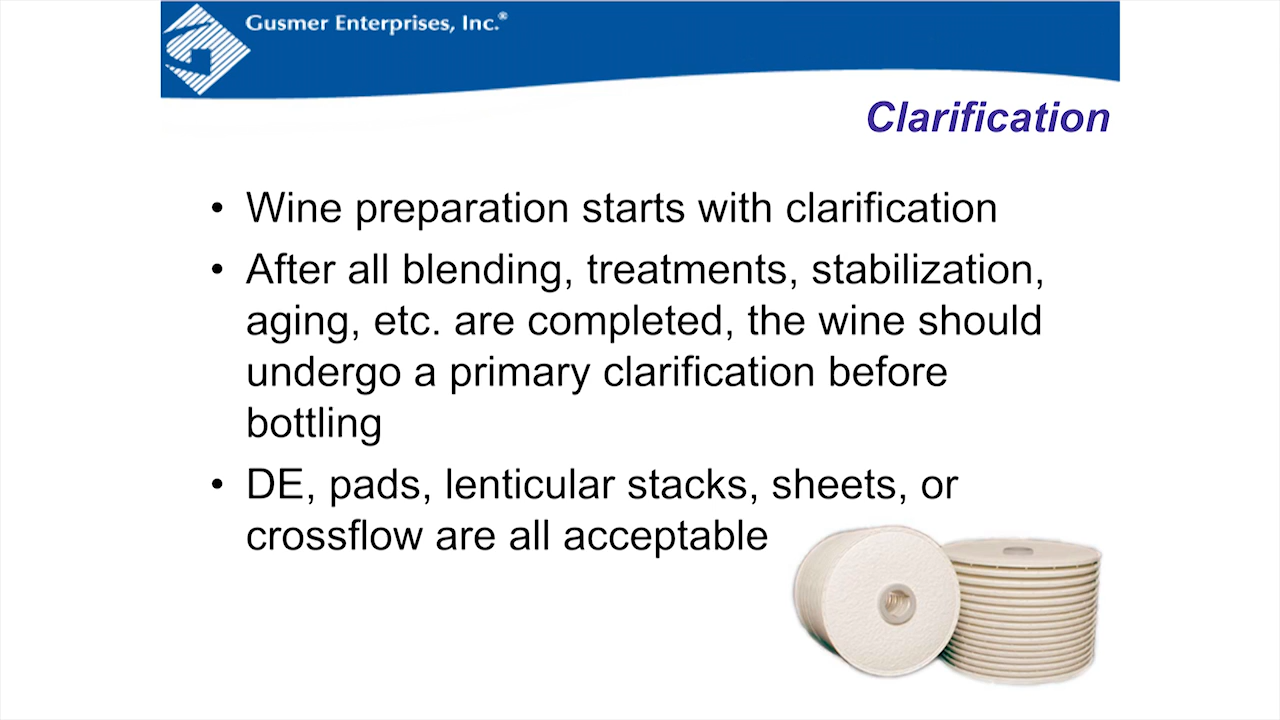 Gusmer Enterprises, Inc.®
Clarification
• Wine preparation starts with clarification
• After all blending, treatments, stabilization,
aging, etc. are completed, the wine should
undergo a primary clarification before
bottling
• DE, pads, lenticular stacks, sheets, or
crossflow are all acceptable